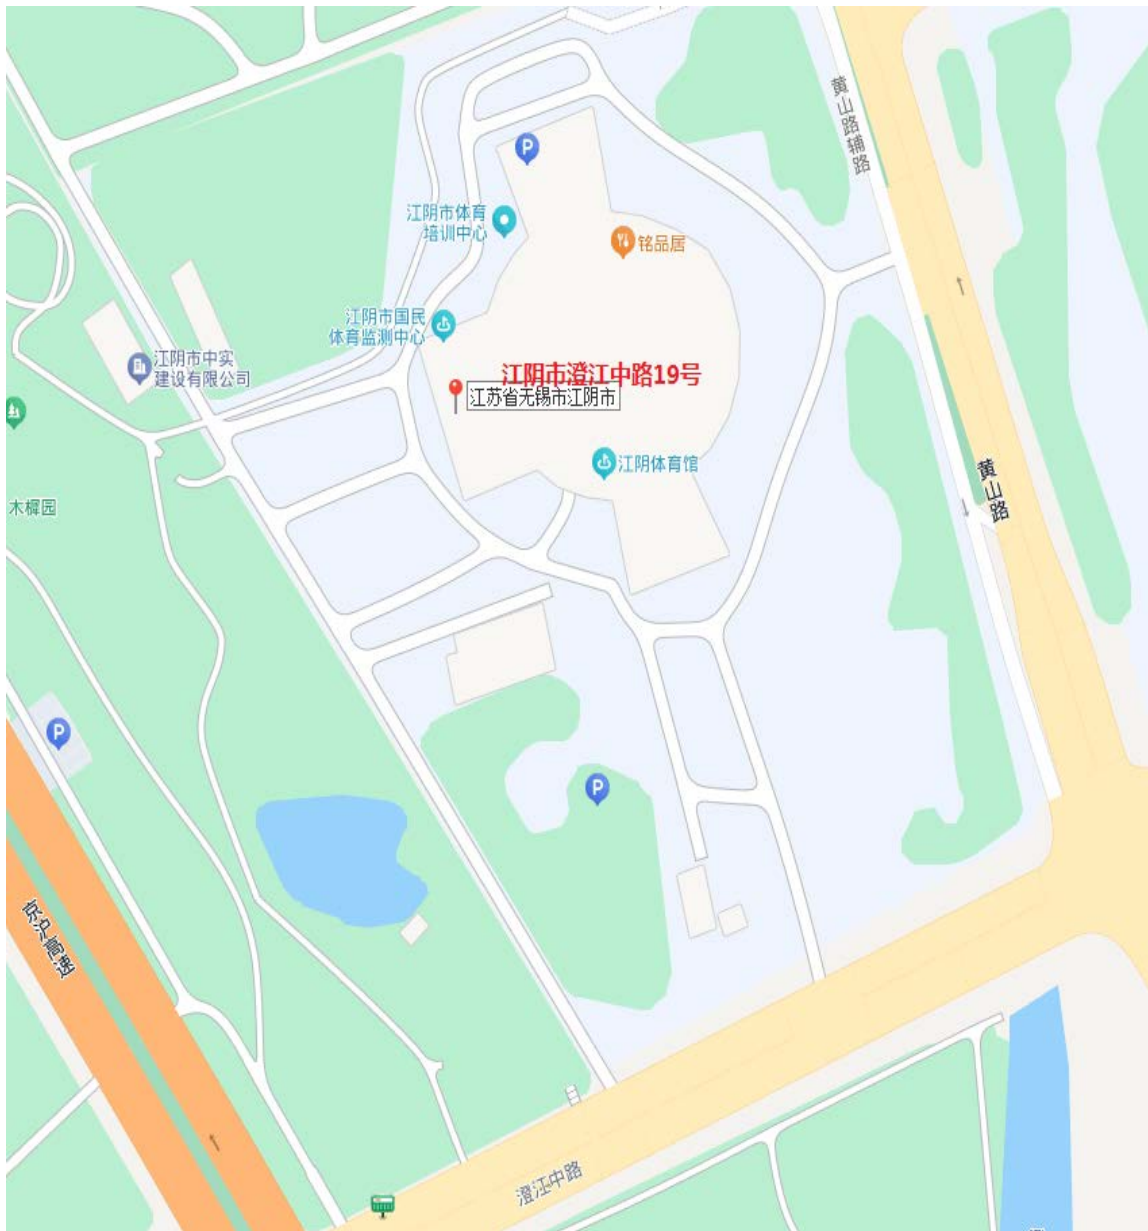 黄山路辅路
P
江阴市体育
培训中心
铭品居
江阴市国民
体育监测中心
江阴市中实
建设有限公司
江阴市澄江中路19号
江苏省无锡市江阴市
江阴体育馆
黄山路
木樨园
P
P
京沪高速
澄江中路